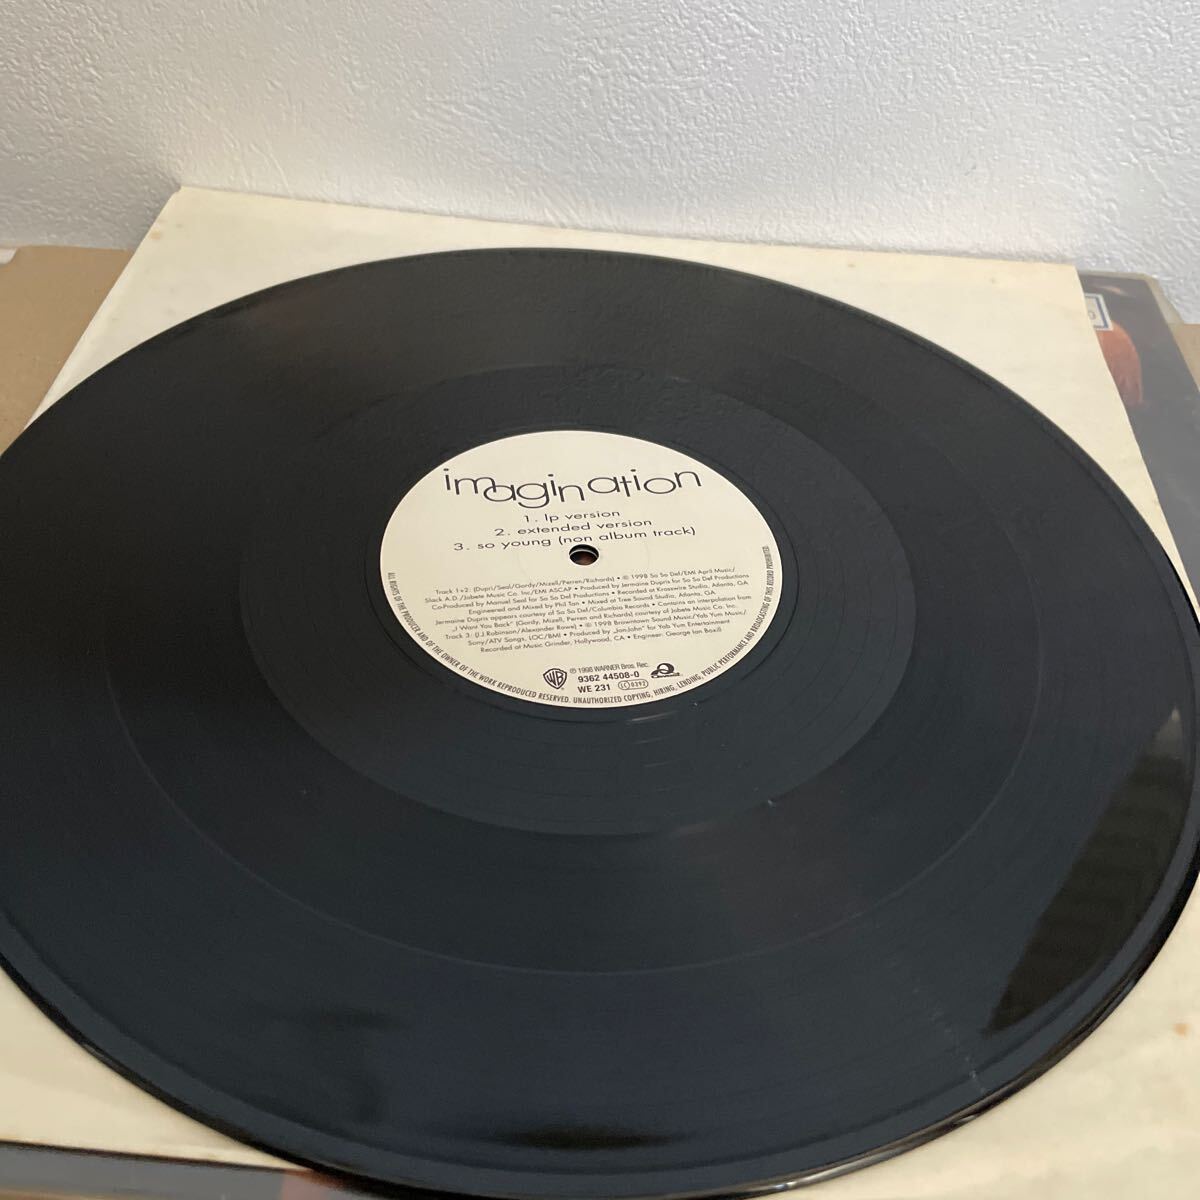 imagination
1. lp version
2. extended version
3. so young (non album track)
Track 1+2: (Dupri/Seal/Gordy/Mizell/Perren/Richards) • © 1998 So So Def/EMI April Music/
Slack A.D./Jobete Music Co. Inc/EMI ASCAP • Produced by Jermaine Dupris for So So Def Productions
Co-Produced by Manuel Seal for So So Def Productions • Recorded at Krosswire Studio, Atlanta, GA
Engineered and Mixed by Phil Tan • Mixed at Tree Sound Studio, Atlanta, GA
Jermaine Dupris appears courtesy of So So Def/Columbia Records • Contains an interpolation from
„I Want You Back" (Gordy, Mizell, Perren and Richards) courtesy of Jobete Music Co. Inc.
Track 3: (J.J.Robinson/Alexander Rowe) • © 1998 Browntown Sound Music/Yab Yum Music/
Sony/ATV Songs, LOC/BMI • Produced by „JonJohn" for Yab Yum Entertainment
Recorded at Music Grinder, Hollywood, CA • Engineer: George Ian Boxill
WB
℗ 1998 WARNER Bros. Rec.
9362 44508-0
WE 231
LC 0392
ALL RIGHTS OF THE PRODUCER AND OF THE OWNER OF THE WORK REPRODUCED RESERVED. UNAUTHORIZED COPYING, HIRING, LENDING, PUBLIC PERFORMANCE AND BROADCASTING OF THIS RECORD PROHIBITED